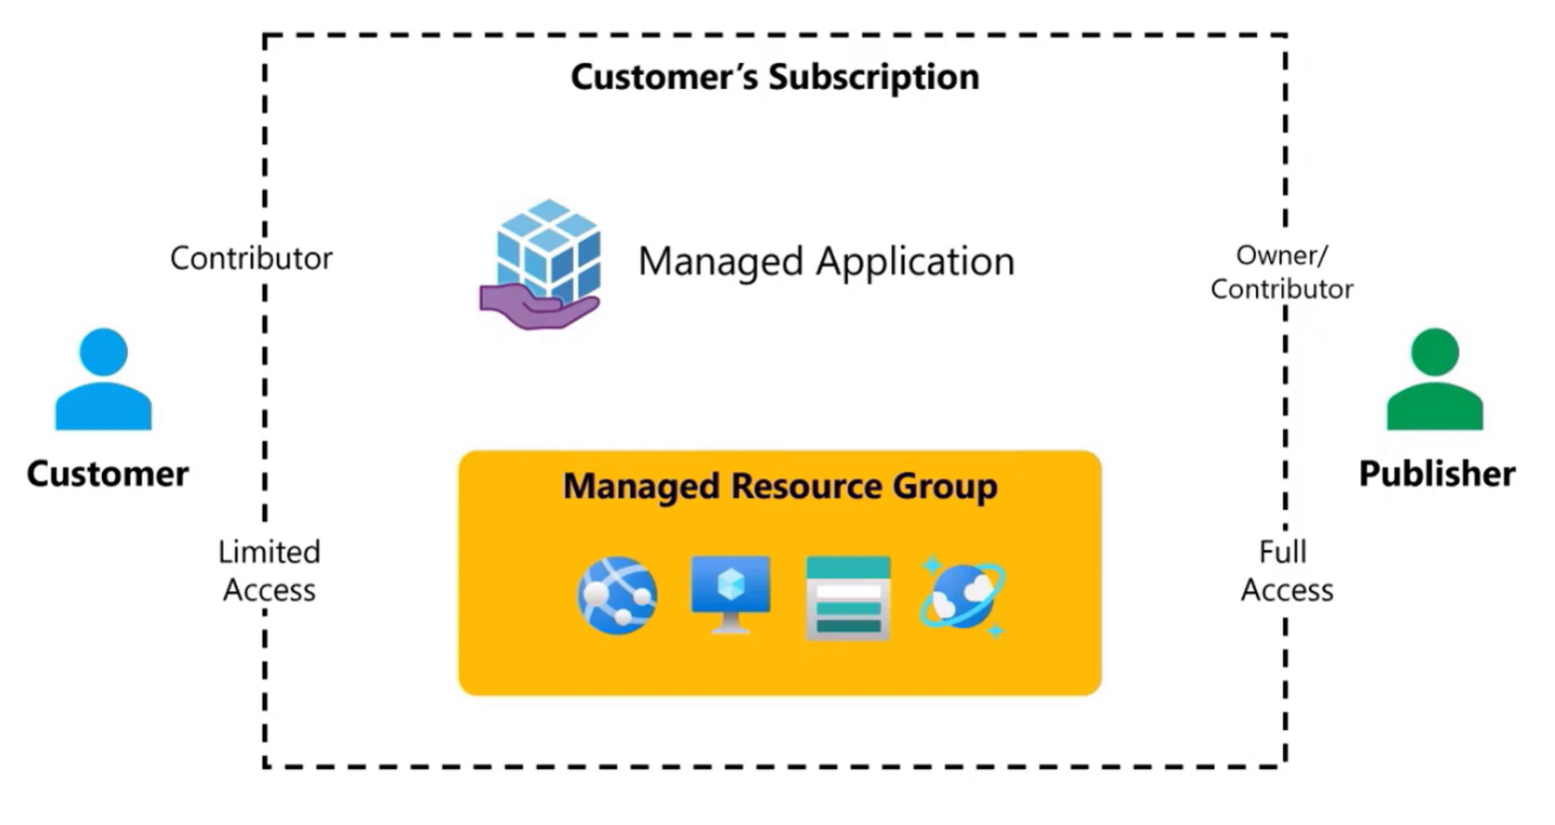 Customer’s Subscription
Contributor
Managed Application
Owner/
Contributor
Customer
Publisher
Managed Resource Group
Limited
Access
Full
Access